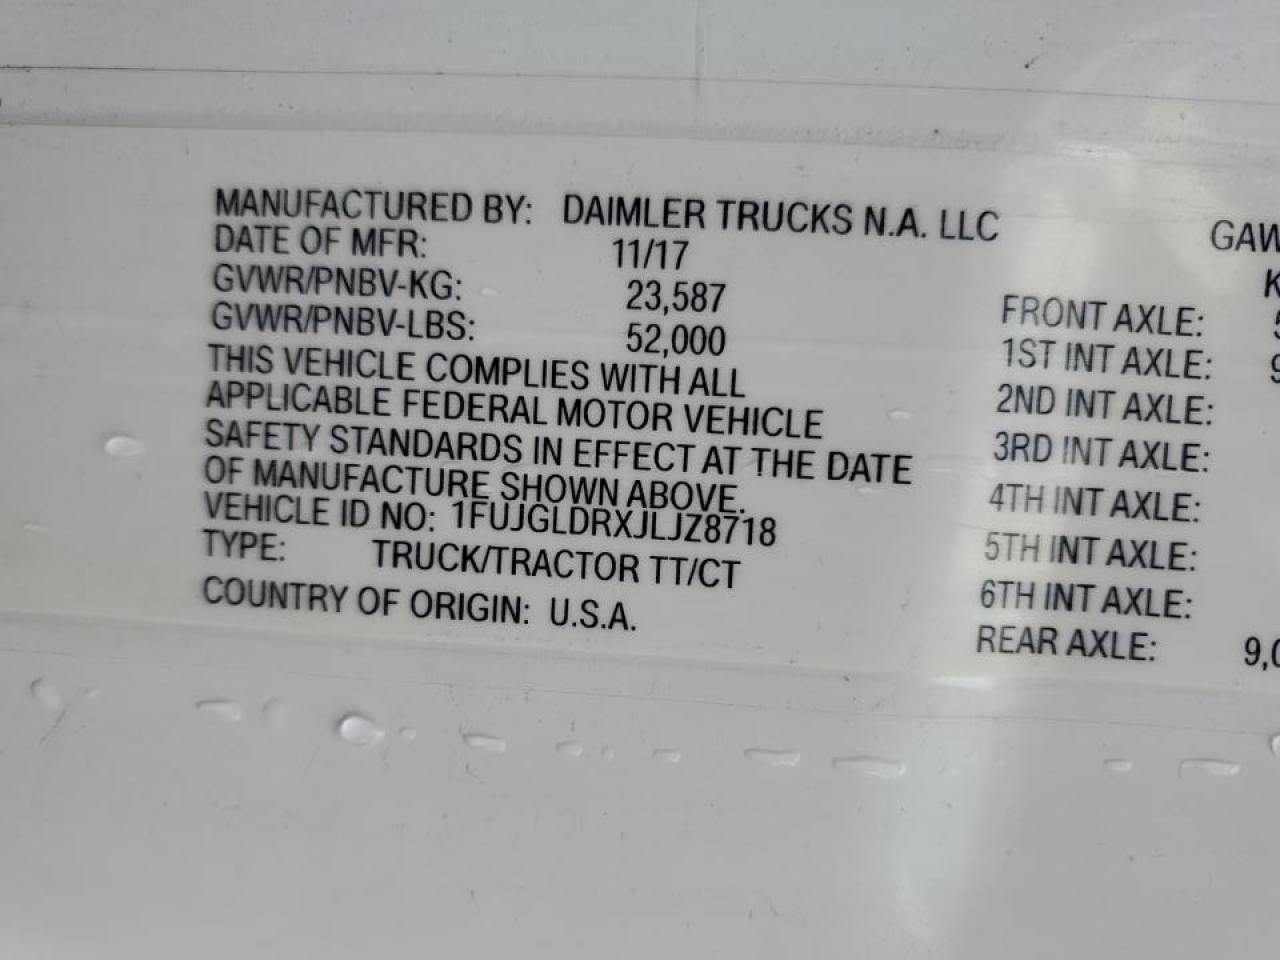 MANUFACTURED BY: DAIMLER TRUCKS N.A. LLC
DATE OF MFR: 11/17
GVWR/PNBV-KG: 23,587
GVWR/PNBV-LBS: 52,000
THIS VEHICLE COMPLIES WITH ALL
APPLICABLE FEDERAL MOTOR VEHICLE
SAFETY STANDARDS IN EFFECT AT THE DATE
OF MANUFACTURE SHOWN ABOVE.
VEHICLE ID NO: 1FUJGLDRXJLJZ8718
TYPE: TRUCK/TRACTOR TT/CT
COUNTRY OF ORIGIN: U.S.A.
FRONT AXLE:
1ST INT AXLE:
2ND INT AXLE:
3RD INT AXLE:
4TH INT AXLE:
5TH INT AXLE:
6TH INT AXLE:
REAR AXLE: